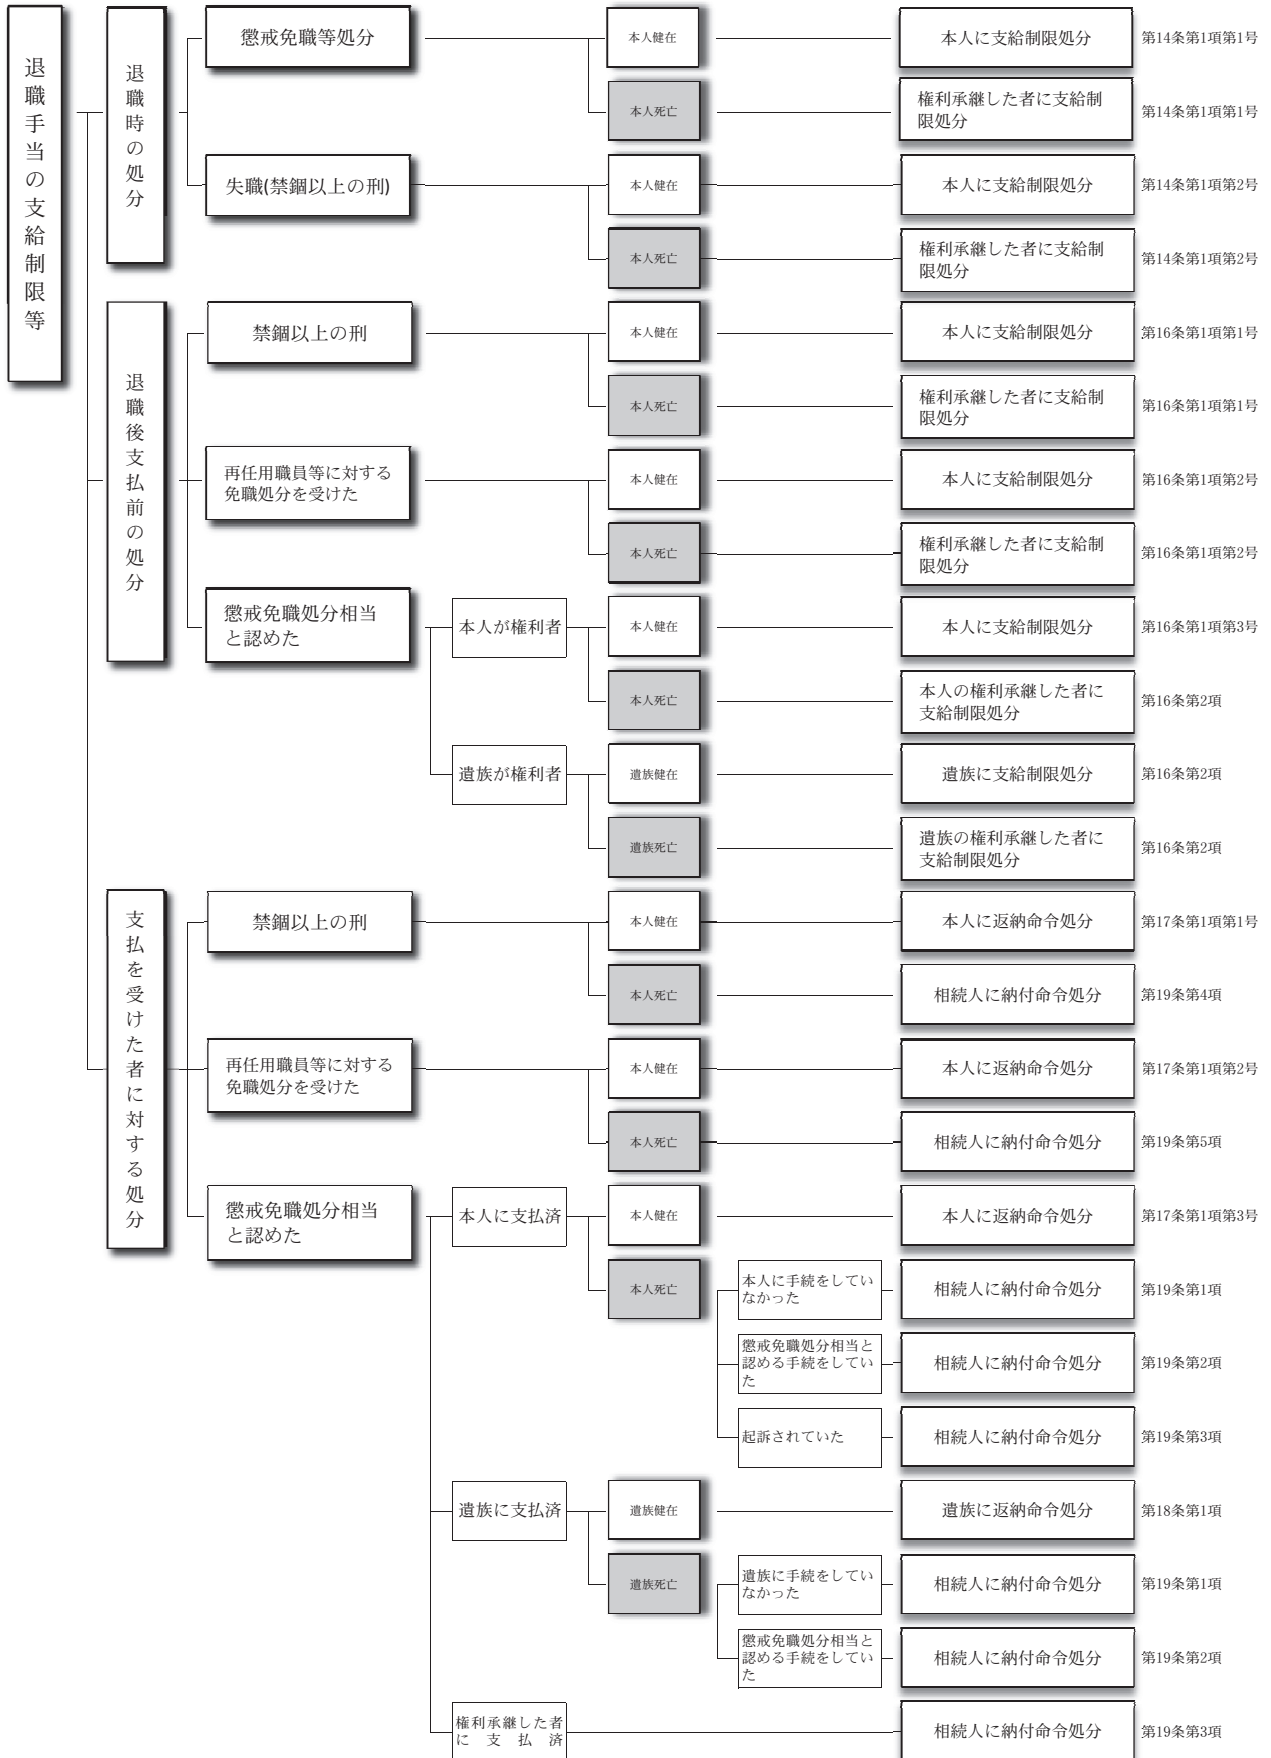 退職手当の支給制限等
退職時の処分
懲戒免職等処分
本人健在
本人に支給制限処分
第14条第1項第1号
本人死亡
権利承継した者に支給制
限処分
第14条第1項第1号
失職(禁錮以上の刑)
本人健在
本人に支給制限処分
第14条第1項第2号
本人死亡
権利承継した者に支給制
限処分
第14条第1項第2号
退職後支払前の処分
禁錮以上の刑
本人健在
本人に支給制限処分
第16条第1項第1号
本人死亡
権利承継した者に支給制
限処分
第16条第1項第1号
再任用職員等に対する
免職処分を受けた
本人健在
本人に支給制限処分
第16条第1項第2号
本人死亡
権利承継した者に支給制
限処分
第16条第1項第2号
懲戒免職処分相当
と認めた
本人が権利者
本人健在
本人に支給制限処分
第16条第1項第3号
本人死亡
本人の権利承継した者に
支給制限処分
第16条第2項
遺族が権利者
遺族健在
遺族に支給制限処分
第16条第2項
遺族死亡
遺族の権利承継した者に
支給制限処分
第16条第2項
支払を受けた者に対する処分
禁錮以上の刑
本人健在
本人に返納命令処分
第17条第1項第1号
本人死亡
相続人に納付命令処分
第19条第4項
再任用職員等に対する
免職処分を受けた
本人健在
本人に返納命令処分
第17条第1項第2号
本人死亡
相続人に納付命令処分
第19条第5項
懲戒免職処分相当
と認めた
本人に支払済
本人健在
本人に返納命令処分
第17条第1項第3号
本人死亡
本人に手続をしてい
なかった
相続人に納付命令処分
第19条第1項
懲戒免職処分相当と
認める手続をしてい
た
相続人に納付命令処分
第19条第2項
起訴されていた
相続人に納付命令処分
第19条第3項
遺族に支払済
遺族健在
遺族に返納命令処分
第18条第1項
遺族死亡
遺族に手続をしてい
なかった
相続人に納付命令処分
第19条第1項
懲戒免職処分相当と
認める手続をしてい
た
相続人に納付命令処分
第19条第2項
権利承継した者
に支払済
相続人に納付命令処分
第19条第3項